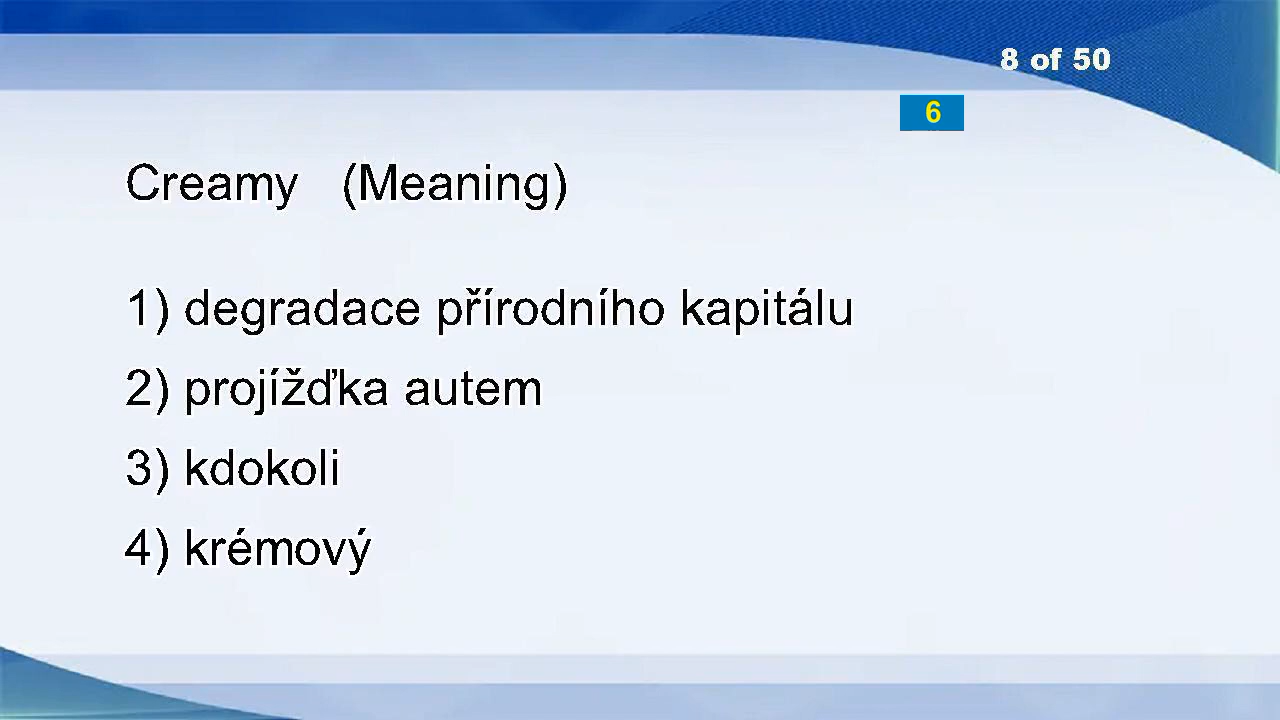 8 of 50
6
Creamy (Meaning)
1) degradace přírodního kapitálu
2) projížďka autem
3) kdokoli
4) krémový